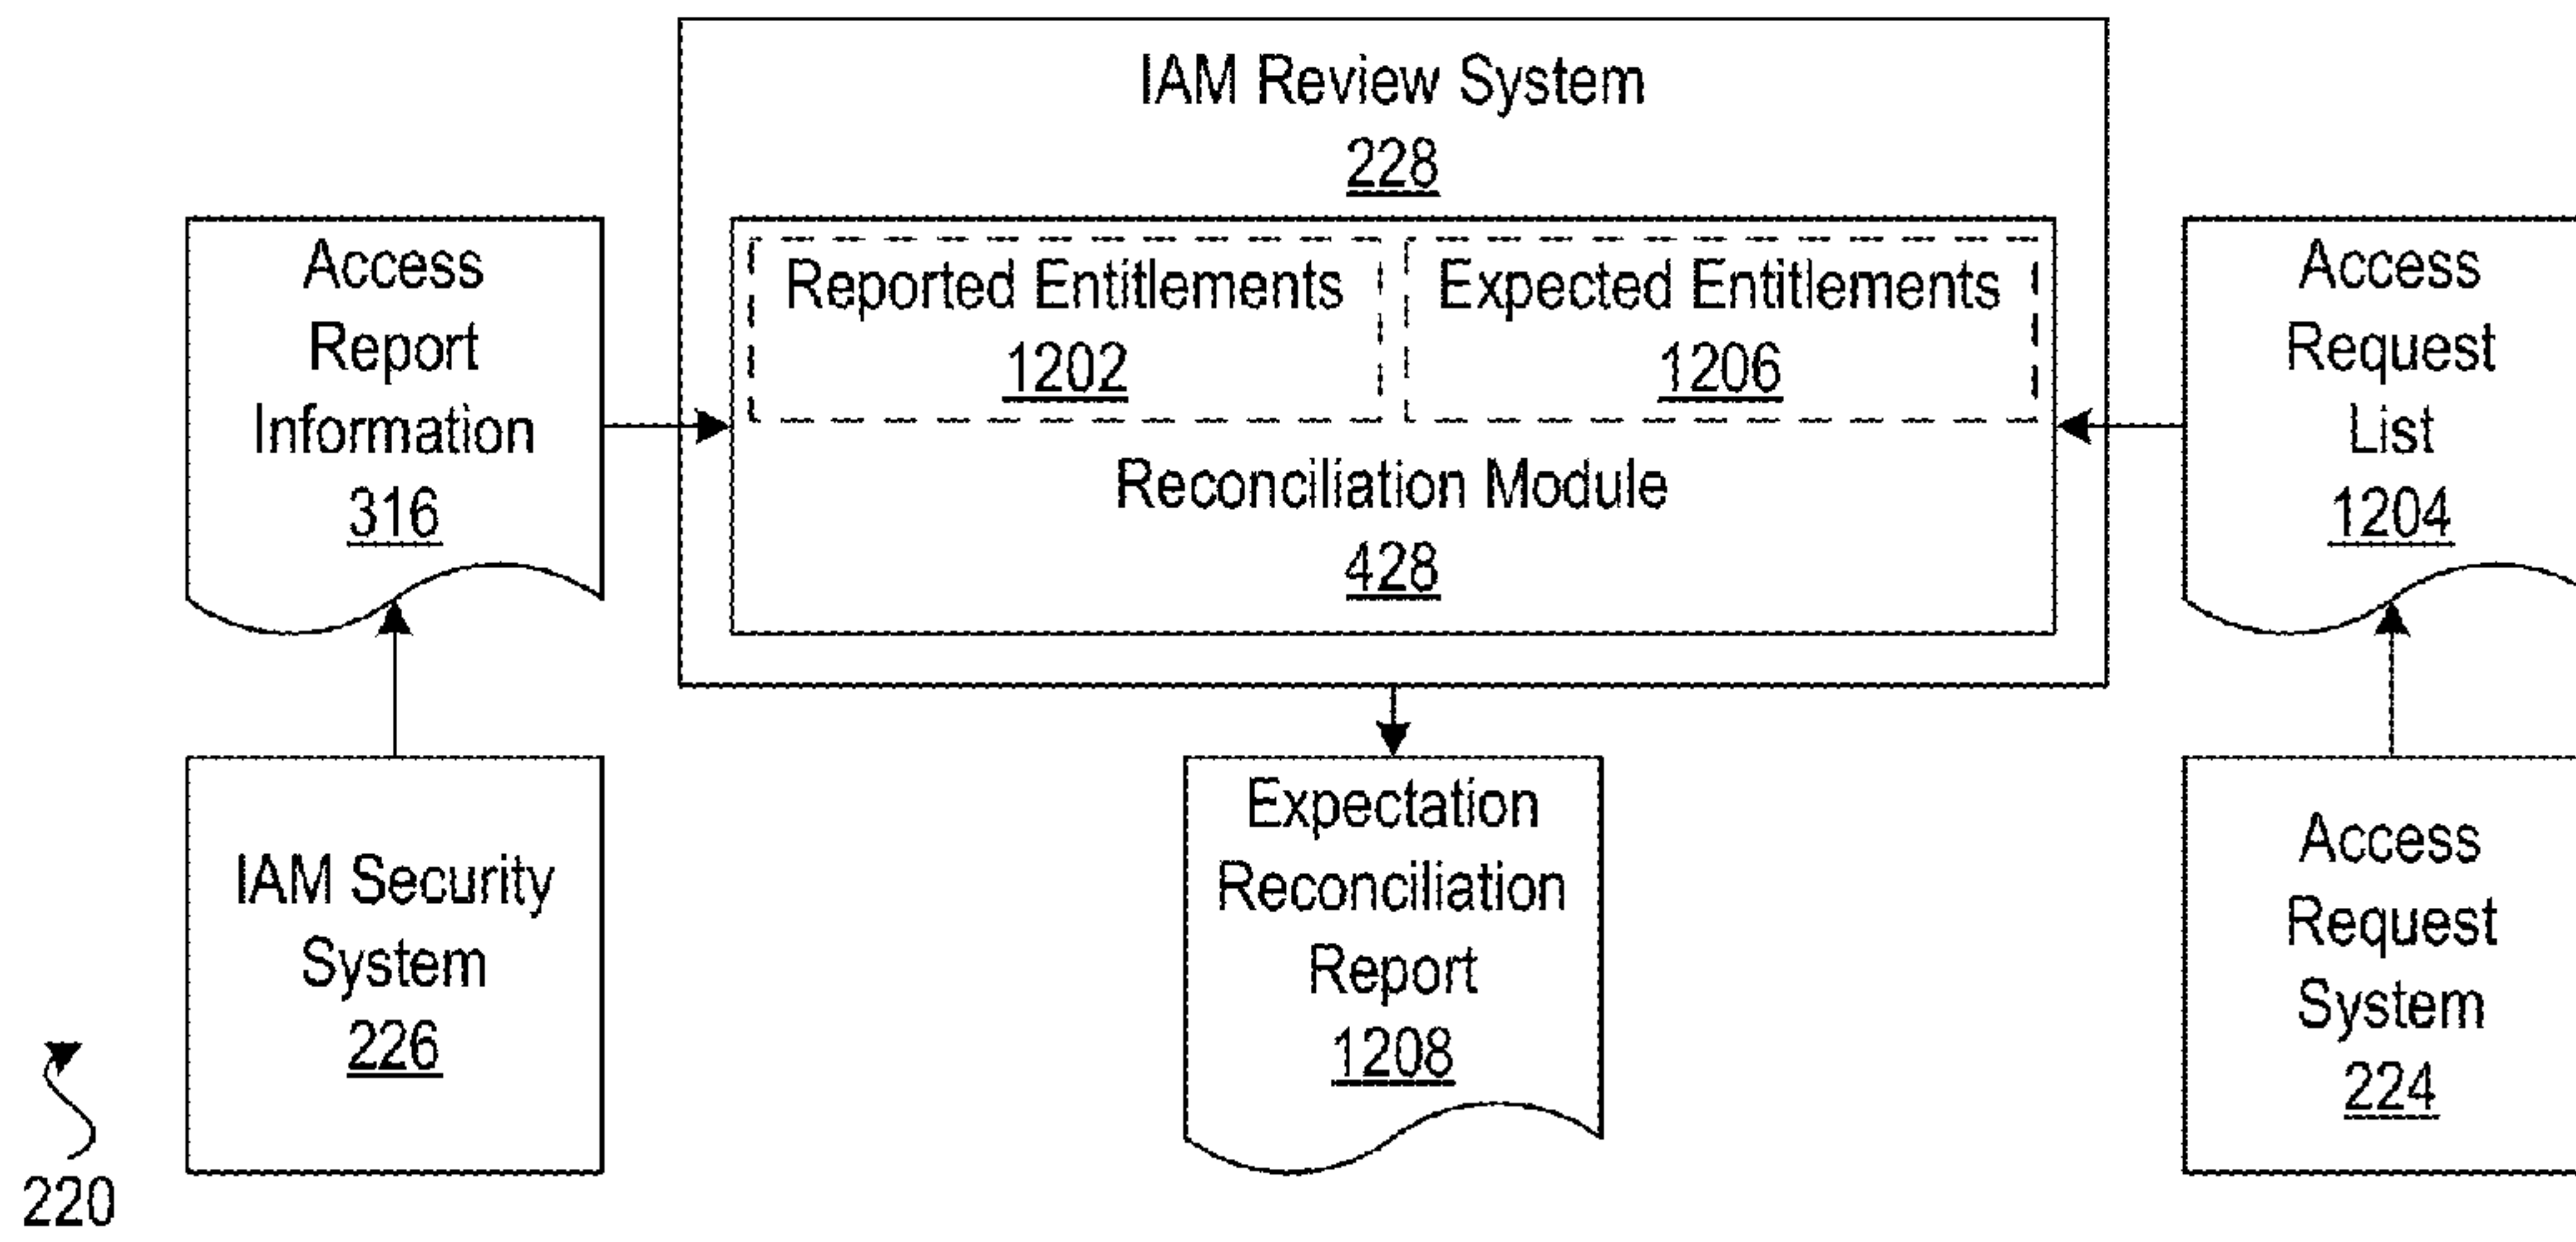 IAM Review System
228
Access
Report
Information
316
Reported Entitlements
1202
Expected Entitlements
1206
Reconciliation Module
428
Access
Request
List
1204
IAM Security
System
226
Expectation
Reconciliation
Report
1208
Access
Request
System
224
220